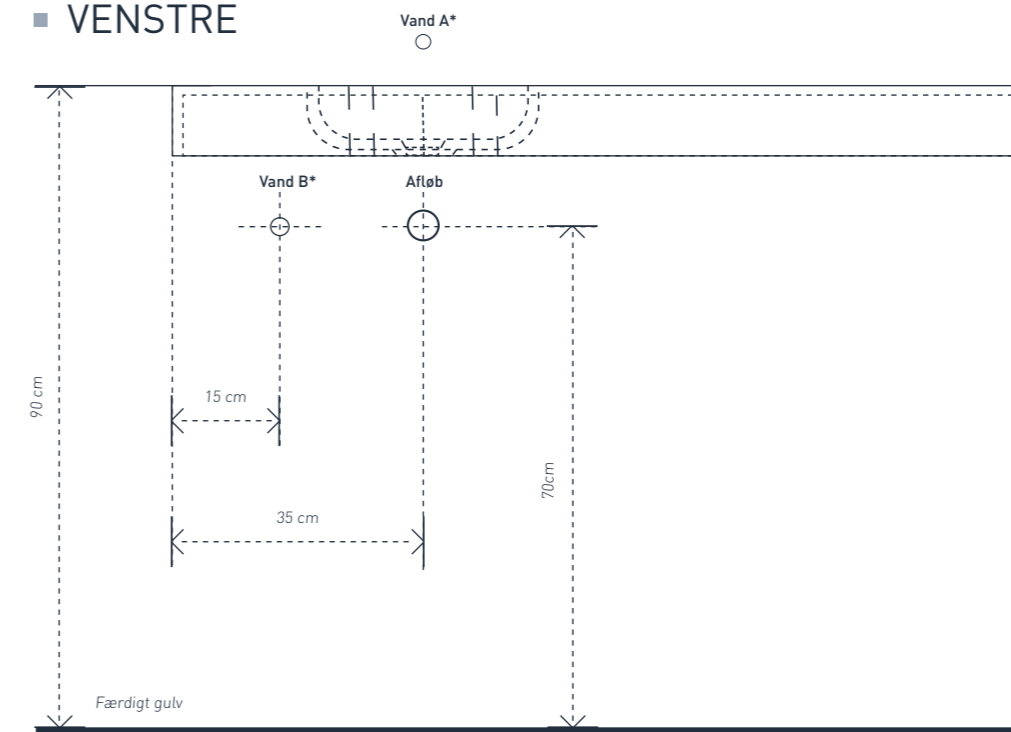 VENSTRE
Vand A*
Vand B*
Afløb
15 cm
90 cm
70cm
35 cm
Færdigt gulv